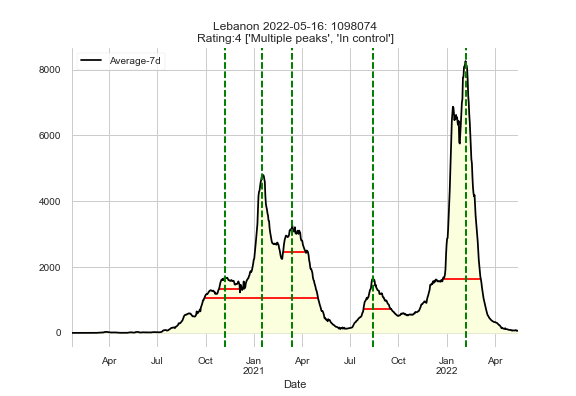 Lebanon 2022-05-16: 1098074
Rating:4 ['Multiple peaks', 'In control']
Average-7d
8000
6000
4000
2000
0
Apr Jul Oct Jan Apr Jul Oct Jan Apr
2021 2022
Date